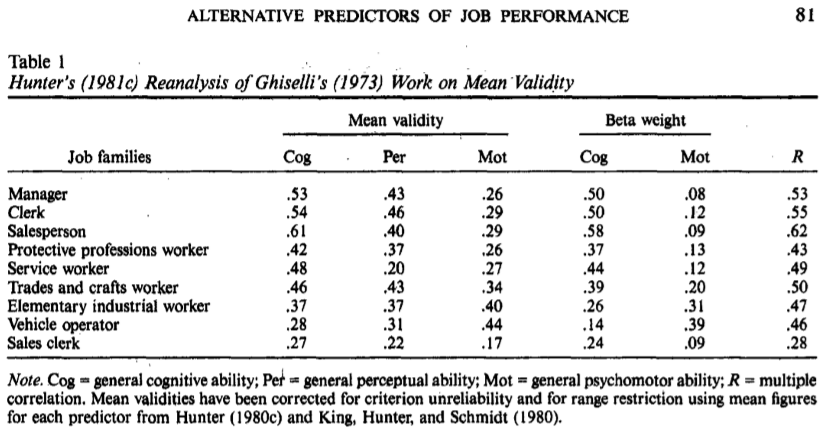 ALTERNATIVE PREDICTORS OF JOB PERFORMANCE 81
Table 1
Hunter's (1981c) Reanalysis of Ghiselli's (1973) Work on Mean Validity
Mean validity Beta weight
Job families Cog Per Mot Cog Mot R
Manager .53 .43 .26 .50 .08 .53
Clerk .54 .46 .29 .50 .12 .55
Salesperson .61 .40 .29 .58 .09 .62
Protective professions worker .42 .37 .26 .37 .13 .43
Service worker .48 .20 .27 .44 .12 .49
Trades and crafts worker .46 .43 .34 .39 .20 .50
Elementary industrial worker .37 .37 .40 .26 .31 .47
Vehicle operator .28 .31 .44 .14 .39 .46
Sales clerk .27 .22 .17 .24 .09 .28
Note. Cog = general cognitive ability; Per = general perceptual ability; Mot = general psychomotor ability; R = multiple
correlation. Mean validities have been corrected for criterion unreliability and for range restriction using mean figures
for each predictor from Hunter (1980c) and King, Hunter, and Schmidt (1980).